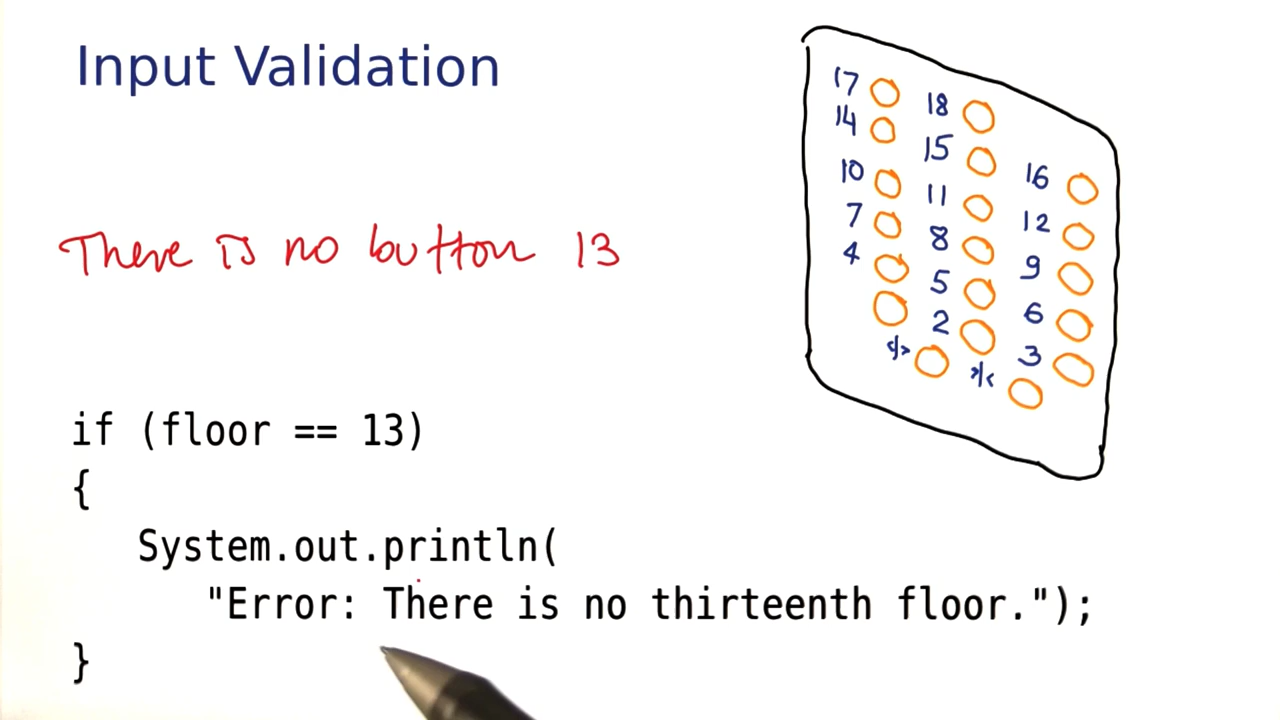 Input Validation
There is no button 13
if (floor == 13)
{
System.out.println(
"Error: There is no thirteenth floor.");
}
17 18
14 15 16
10 11 12
7 8 9
4 5 6
2 3
<|> >|<